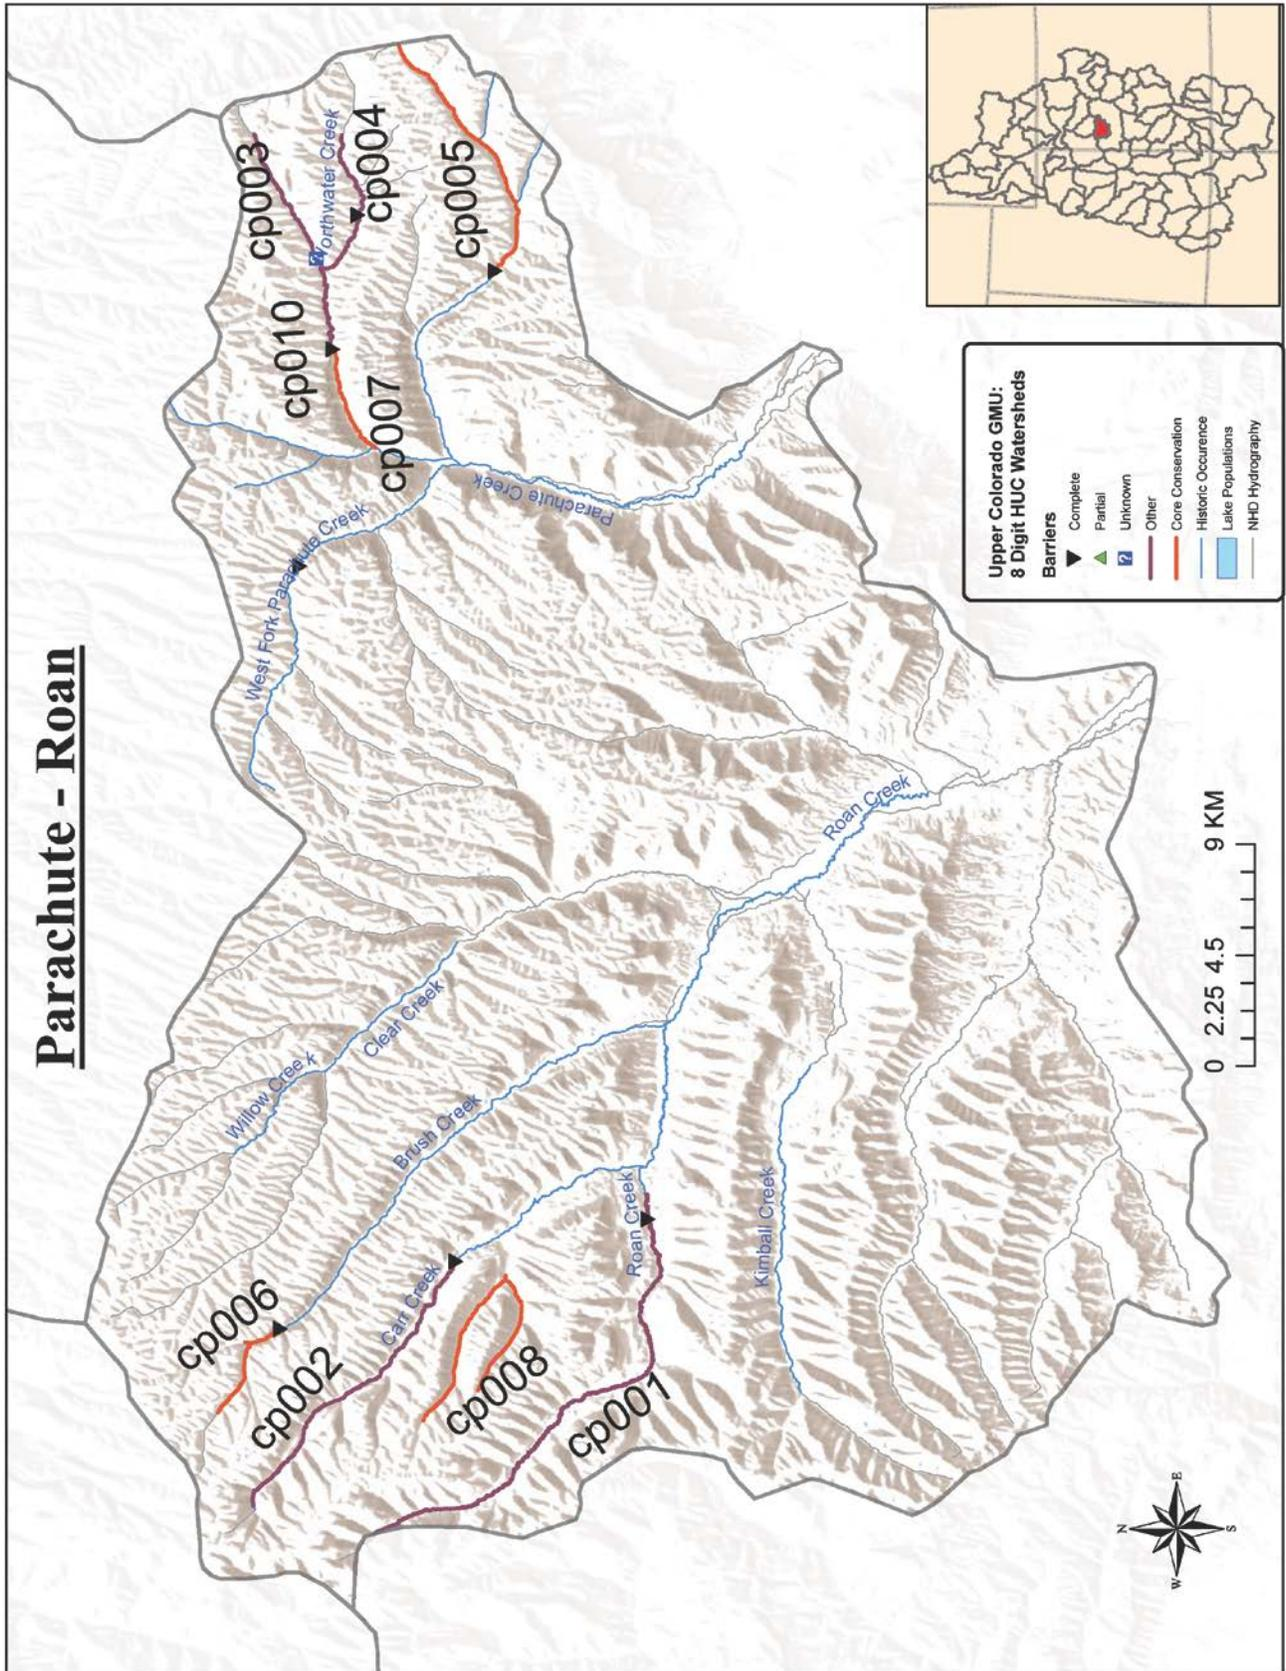 Parachute - Roan
cp003
Northwater Creek
cp004
cp005
cp010
cp007
West Fork Parachute Creek
Parachute Creek
Willow Creek
Clear Creek
Brush Creek
Roan Creek
cp006
cp002
Carr Creek
cp008
Roan Creek
cp001
Kimball Creek
0 2.25 4.5 9 KM
N
W
E
S
Upper Colorado GMU:
8 Digit HUC Watersheds
Barriers
Complete
Partial
? Unknown
Other
Core Conservation
Historic Occurence
Lake Populations
NHD Hydrography